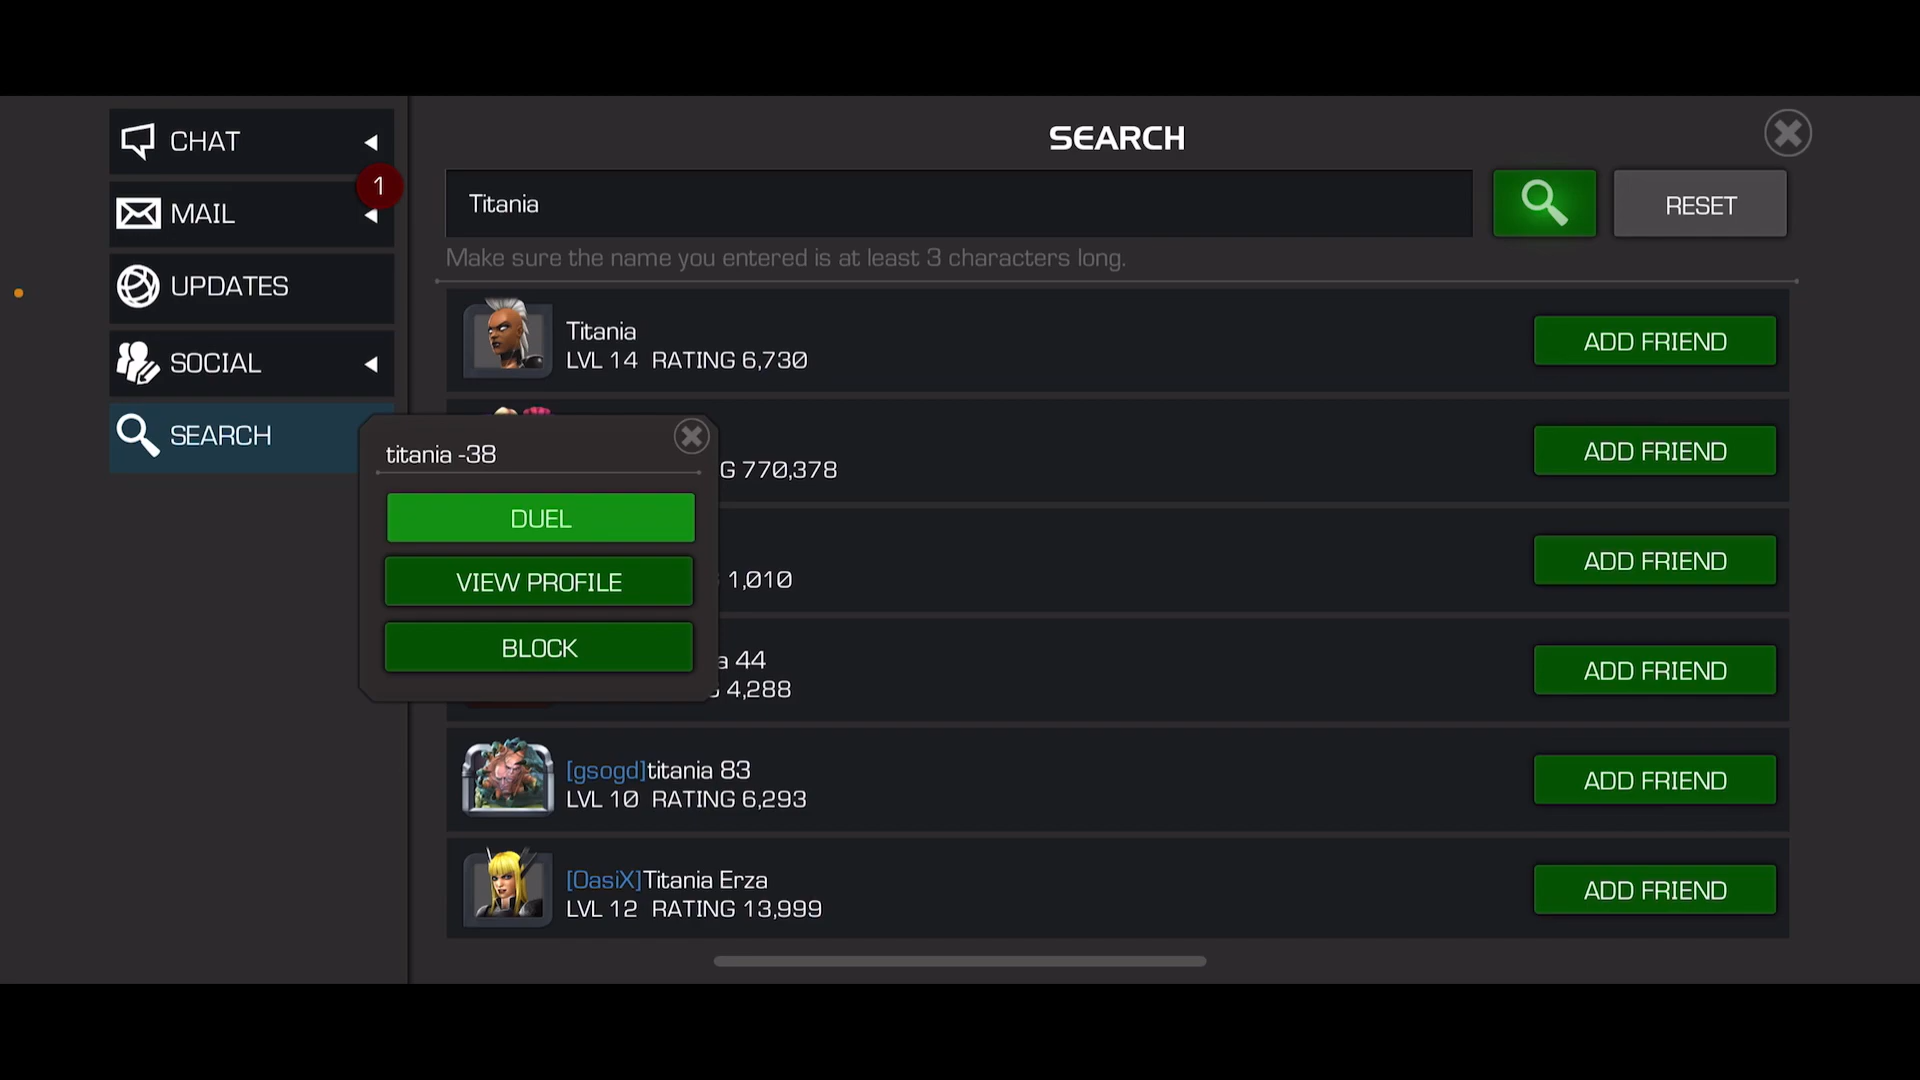 CHAT
1
MAIL
UPDATES
SOCIAL
SEARCH
SEARCH
Titania
RESET
Make sure the name you entered is at least 3 characters long.
Titania
LVL 14 RATING 6,730
ADD FRIEND
titania -38
DUEL
VIEW PROFILE
BLOCK
G 770,378
ADD FRIEND
1,010
ADD FRIEND
a 44
4,288
ADD FRIEND
[gsogd]titania 83
LVL 10 RATING 6,293
ADD FRIEND
[OasiX]Titania Erza
LVL 12 RATING 13,999
ADD FRIEND